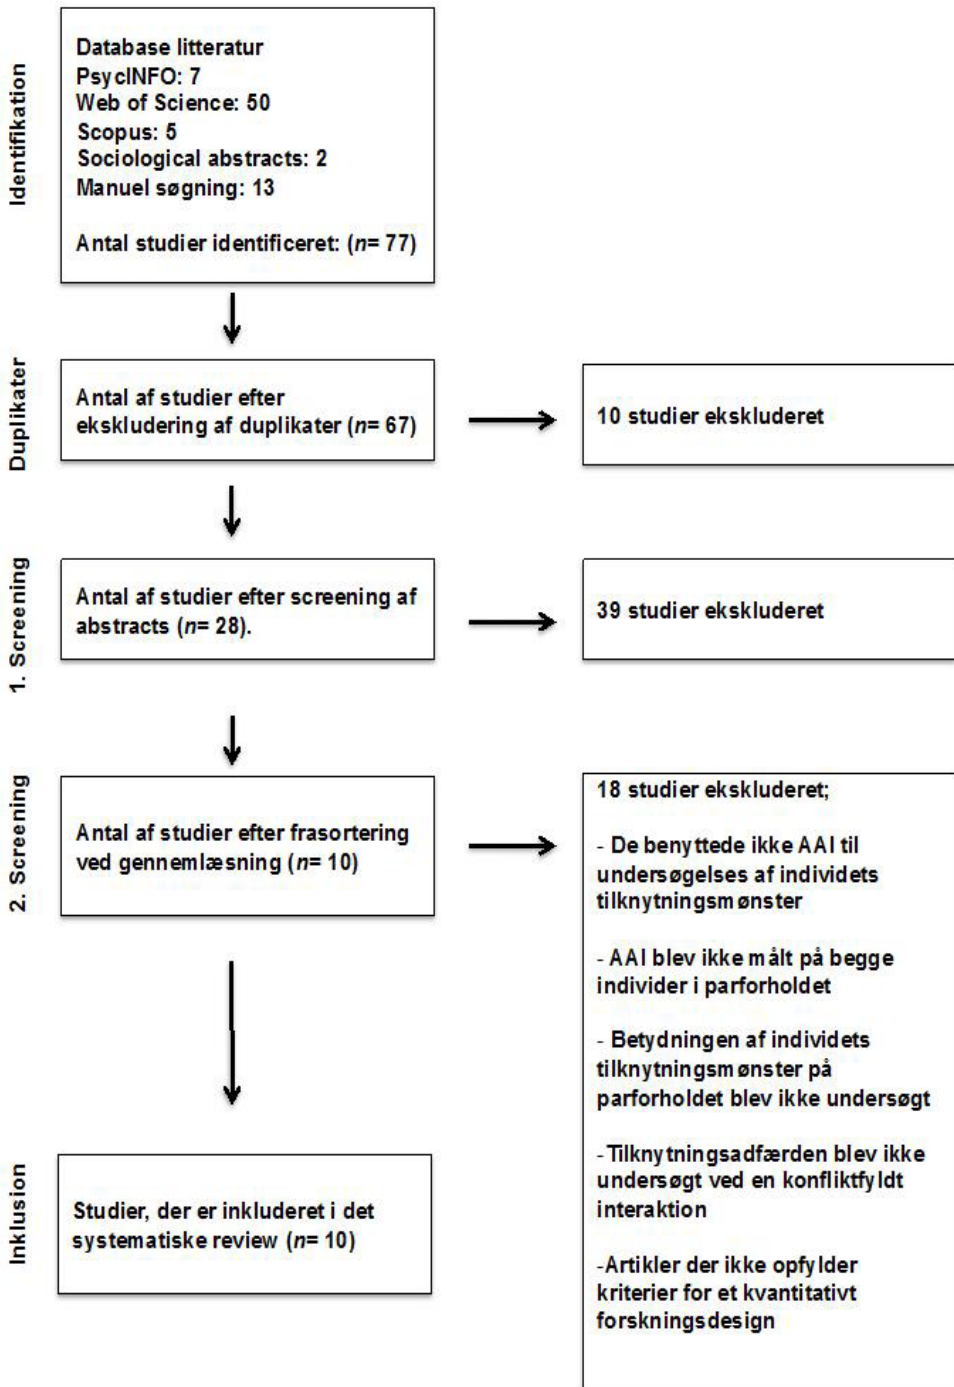 Identifikation
Database litteratur
PsycINFO: 7
Web of Science: 50
Scopus: 5
Sociological abstracts: 2
Manuel søgning: 13
Antal studier identificeret: (n= 77)
Duplikater
Antal af studier efter
ekskludering af duplikater (n= 67)
10 studier ekskluderet
1. Screening
Antal af studier efter screening af
abstracts (n= 28).
39 studier ekskluderet
2. Screening
Antal af studier efter frasortering
ved gennemlæsning (n= 10)
18 studier ekskluderet;
- De benyttede ikke AAI til
undersøgelses af individets
tilknytningsmønster
- AAI blev ikke målt på begge
individer i parforholdet
- Betydningen af individets
tilknytningsmønster på
parforholdet blev ikke undersøgt
-Tilknytningsadfærden blev ikke
undersøgt ved en konfliktfyldt
interaktion
-Artikler der ikke opfylder
kriterier for et kvantitativt
forskningsdesign
Inklusion
Studier, der er inkluderet i det
systematiske review (n= 10)